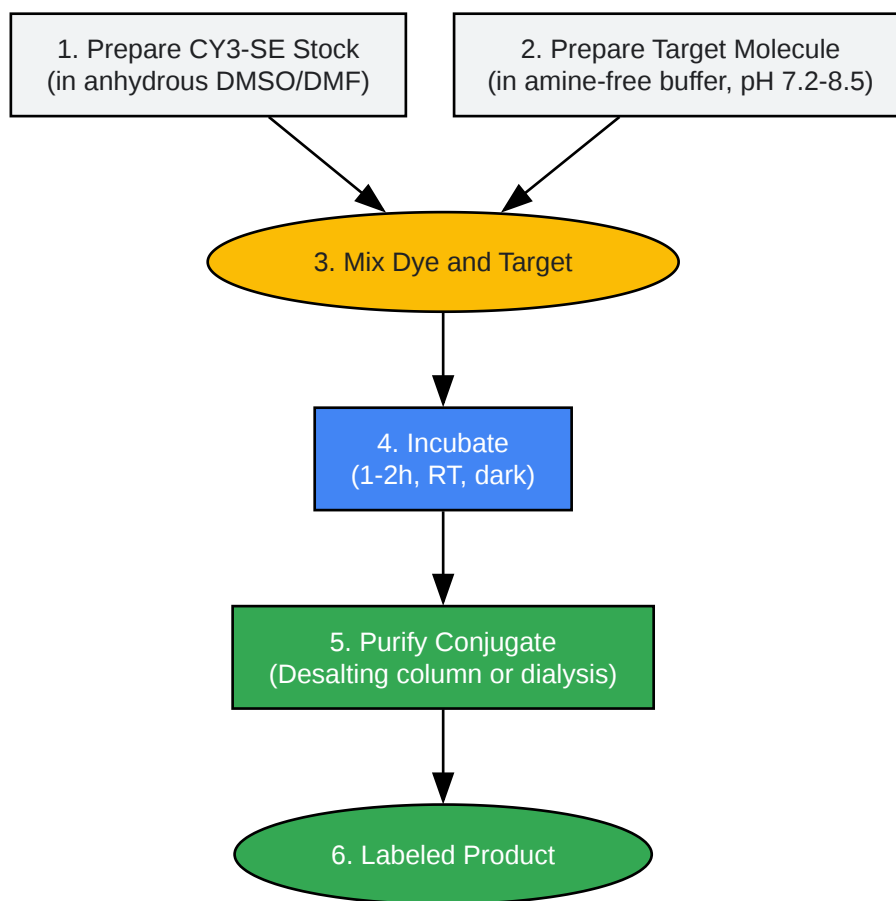 1. Prepare CY3-SE Stock
(in anhydrous DMSO/DMF)
2. Prepare Target Molecule
(in amine-free buffer, pH 7.2-8.5)
3. Mix Dye and Target
4. Incubate
(1-2h, RT, dark)
5. Purify Conjugate
(Desalting column or dialysis)
6. Labeled Product